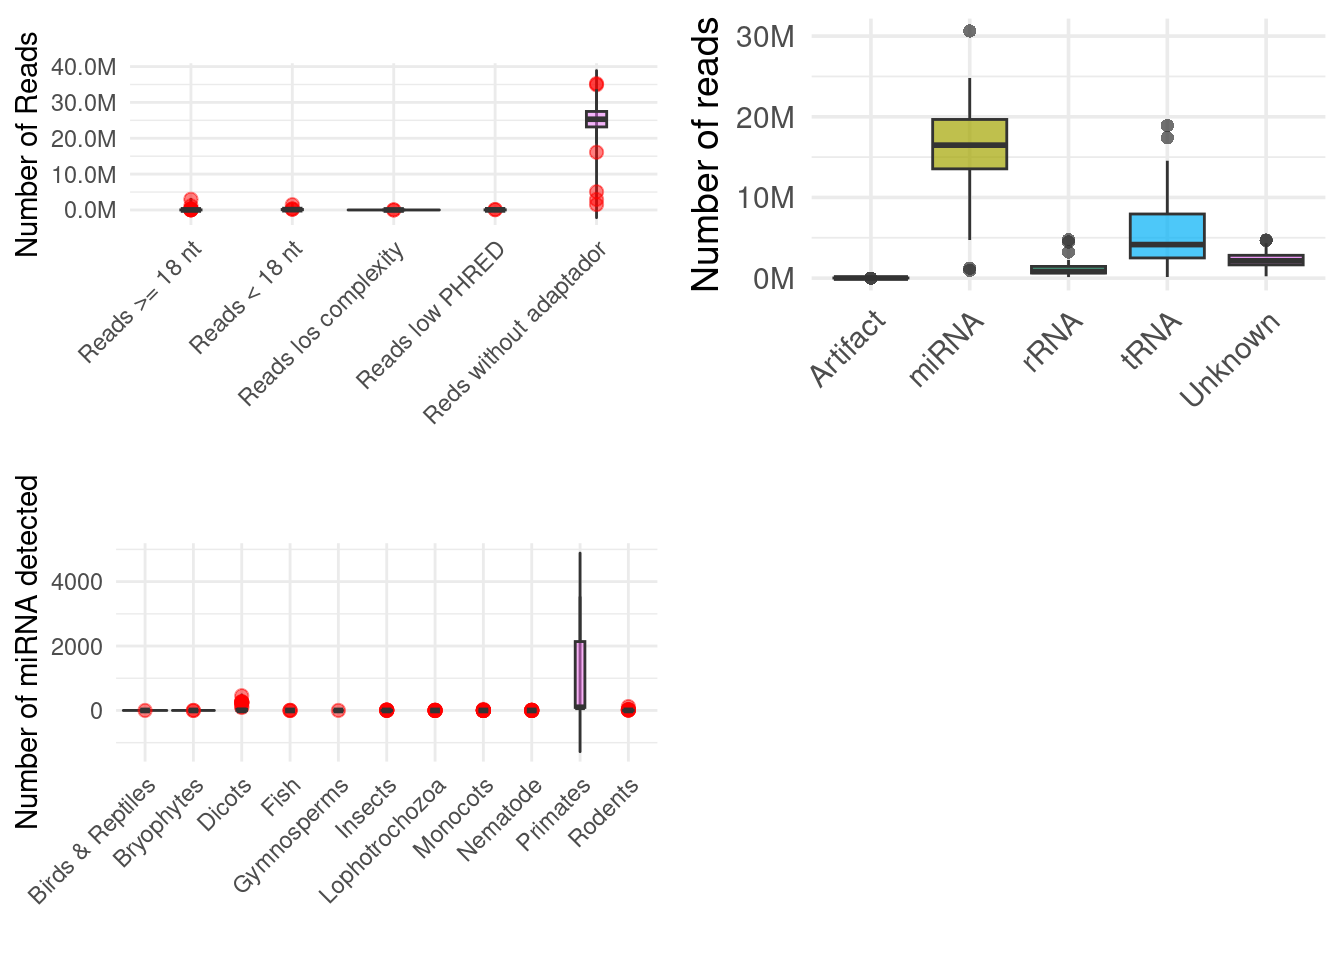 Number of Reads
40.0M
30.0M
20.0M
10.0M
0.0M
Reads >= 18 nt
Reads < 18 nt
Reads los complexity
Reads low PHRED
Reds without adaptador
Number of reads
30M
20M
10M
0M
Artifact
miRNA
rRNA
tRNA
Unknown
Number of miRNA detected
4000
2000
0
Birds & Reptiles
Bryophytes
Dicots
Fish
Gymnosperms
Insects
Lophotrochozoa
Monocots
Nematode
Primates
Rodents